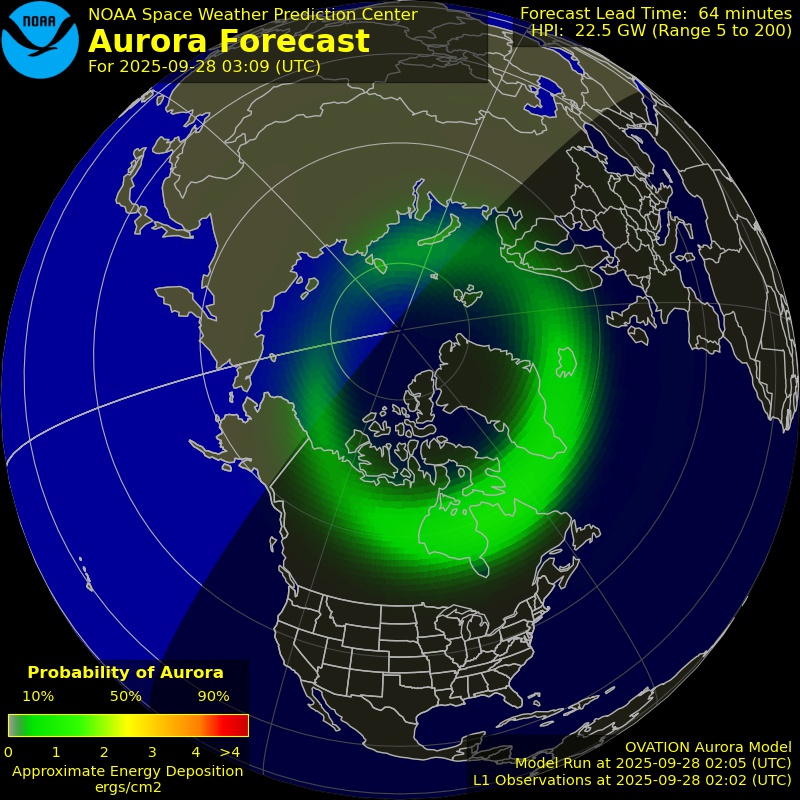 NOAA
NOAA Space Weather Prediction Center
Aurora Forecast
For 2025-09-28 03:09 (UTC)
Forecast Lead Time: 64 minutes
HPI: 22.5 GW (Range 5 to 200)
Probability of Aurora
10% 50% 90%
0 1 2 3 4 >4
Approximate Energy Deposition
ergs/cm2
OVATION Aurora Model
Model Run at 2025-09-28 02:05 (UTC)
L1 Observations at 2025-09-28 02:02 (UTC)